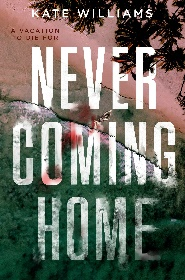 KATE WILLIAMS
A VACATION
TO DIE FOR
NEVER
COMING
HOME